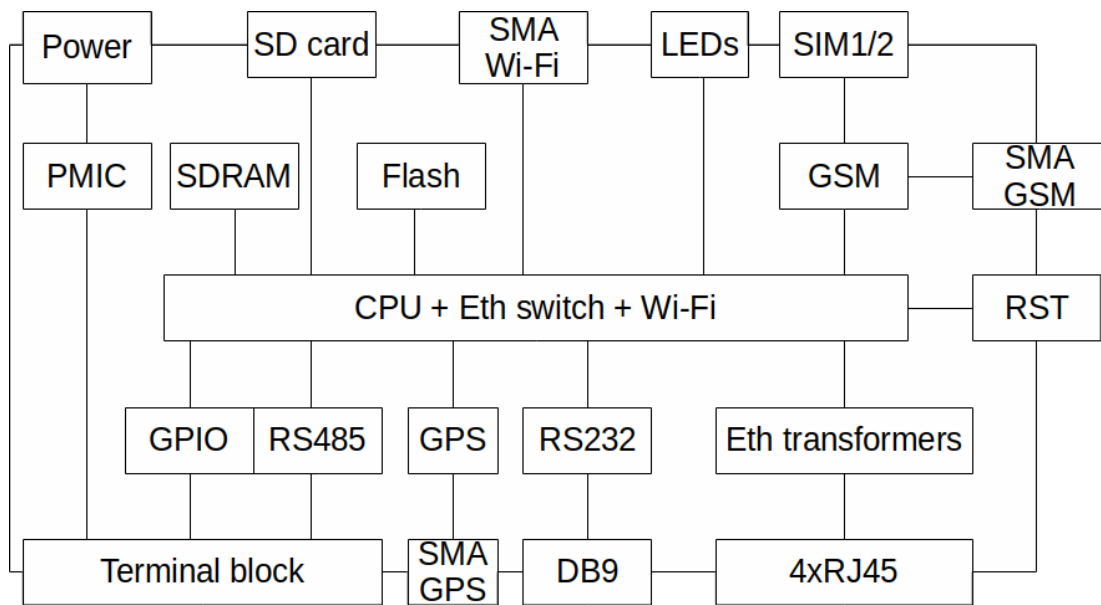 Power
SD card
SMA
Wi-Fi
LEDs
SIM1/2
PMIC
SDRAM
Flash
GSM
SMA
GSM
CPU + Eth switch + Wi-Fi
RST
GPIO
RS485
GPS
RS232
Eth transformers
Terminal block
SMA
GPS
DB9
4xRJ45